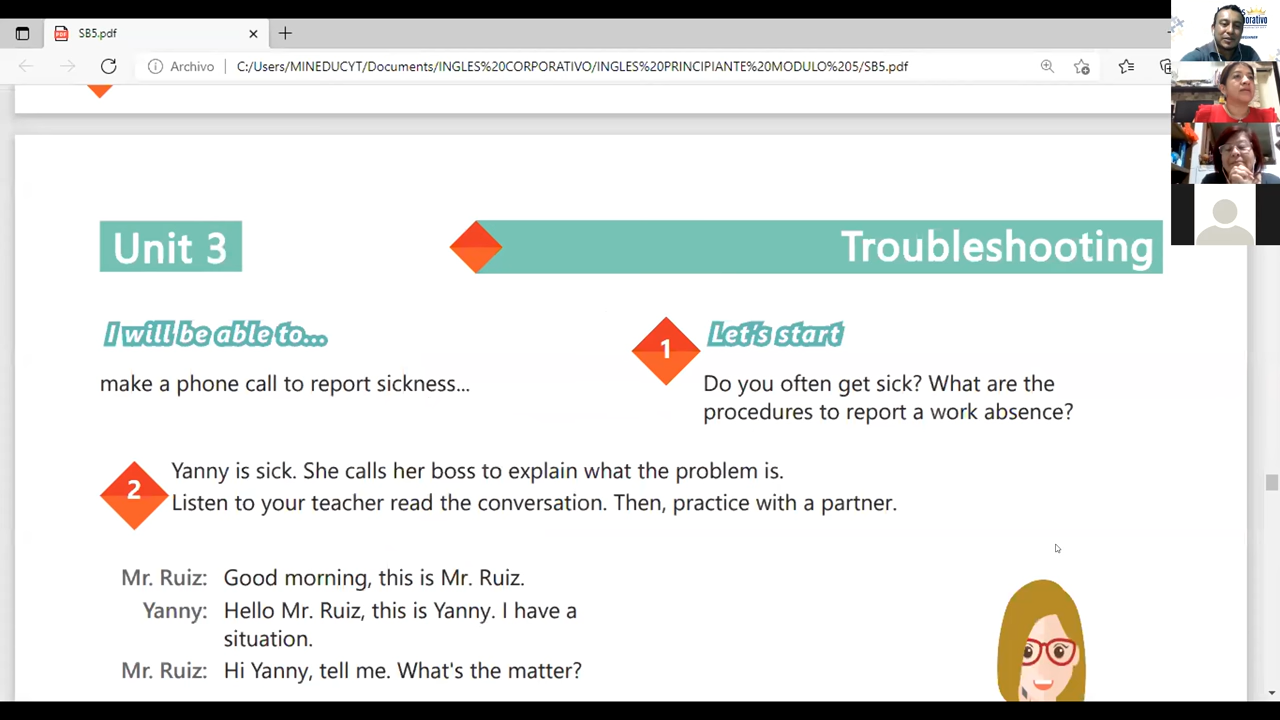 SB5.pdf
Archivo
C:/Users/MINEDUCYT/Documents/INGLES%20CORPORATIVO/INGLES%20PRINCIPIANTE%20MODULO%205/SB5.pdf
Unit 3
Troubleshooting
I will be able to...
make a phone call to report sickness...
1
Let's start
Do you often get sick? What are the
procedures to report a work absence?
2
Yanny is sick. She calls her boss to explain what the problem is.
Listen to your teacher read the conversation. Then, practice with a partner.
Mr. Ruiz: Good morning, this is Mr. Ruiz.
Yanny: Hello Mr. Ruiz, this is Yanny. I have a
situation.
Mr. Ruiz: Hi Yanny, tell me. What's the matter?